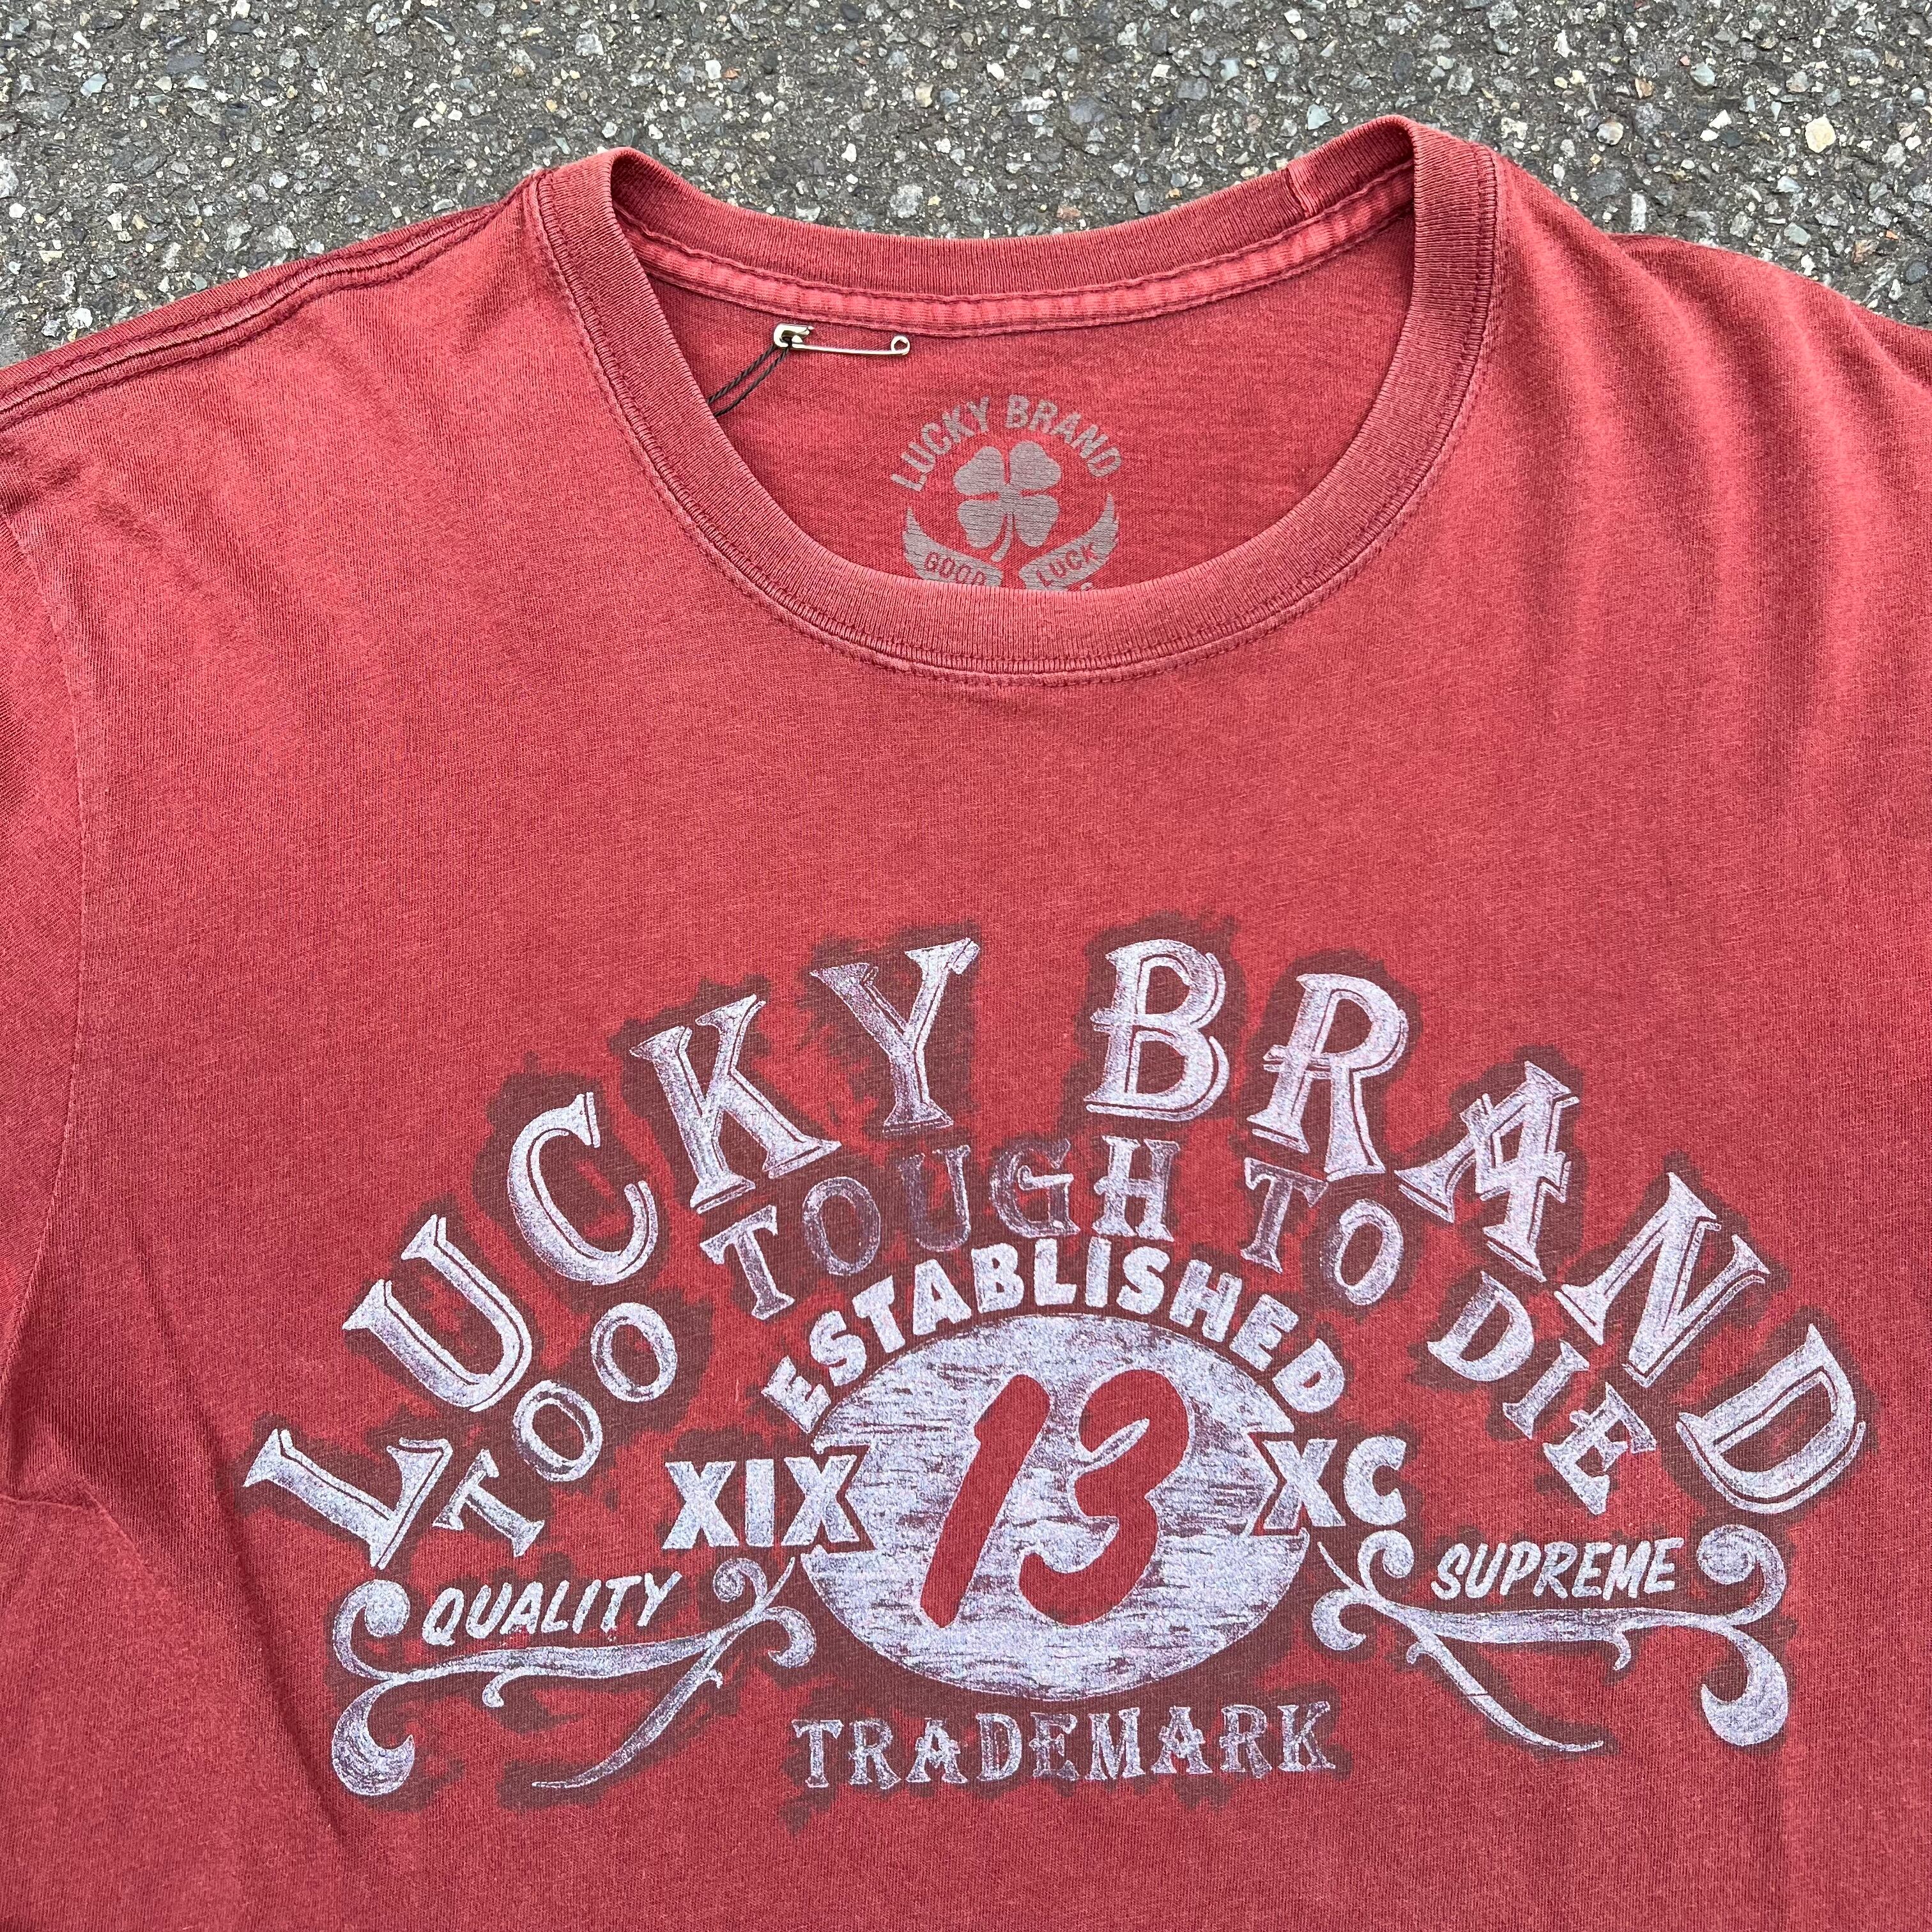 LUCKY BRAND
GOOD LUCK
LUCKY BRAND
TOO TOUGH TO DIE
ESTABLISHED
XIX 13 XC
QUALITY SUPREME
TRADEMARK